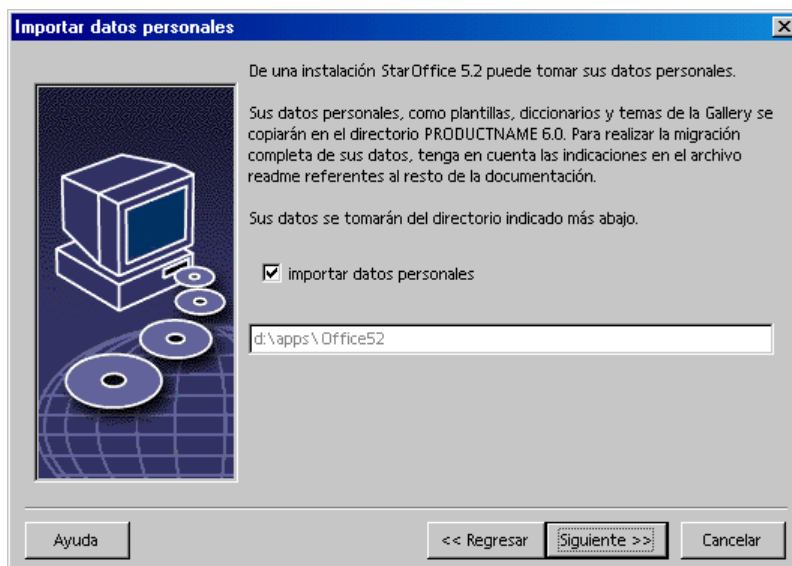 Importar datos personales
De una instalación StarOffice 5.2 puede tomar sus datos personales.
Sus datos personales, como plantillas, diccionarios y temas de la Gallery se
copiarán en el directorio PRODUCTNAME 6.0. Para realizar la migración
completa de sus datos, tenga en cuenta las indicaciones en el archivo
readme referentes al resto de la documentación.
Sus datos se tomarán del directorio indicado más abajo.
importar datos personales
d:\apps\Office52
Ayuda
<< Regresar
Siguiente >>
Cancelar